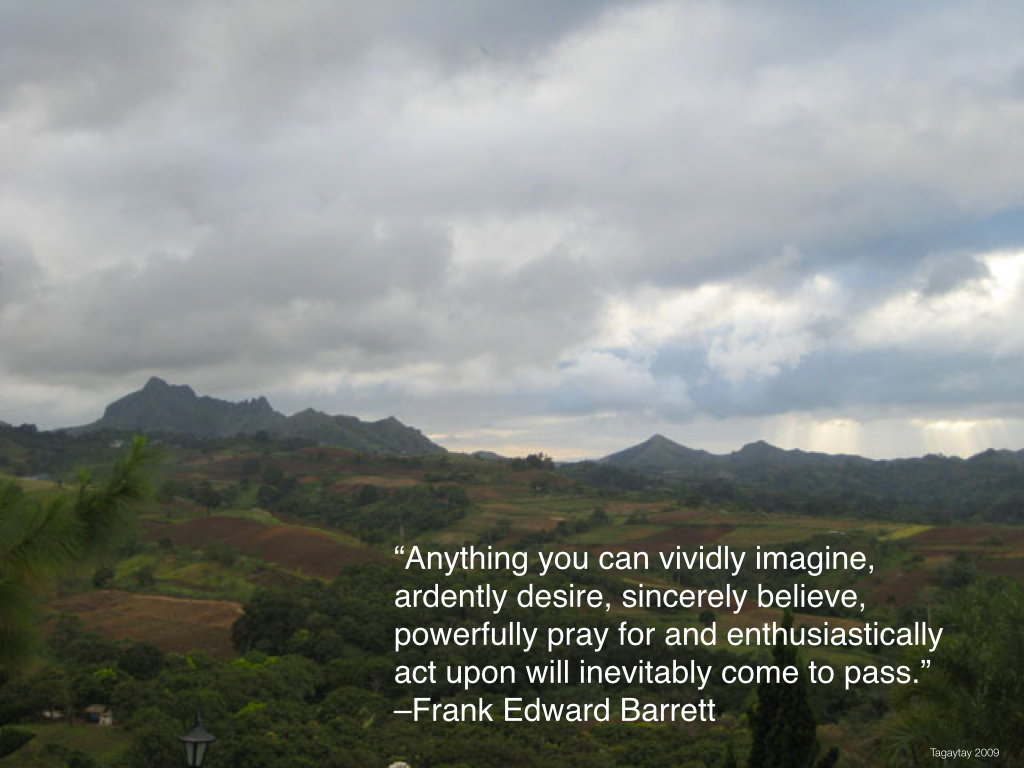 “Anything you can vividly imagine,
ardently desire, sincerely believe,
powerfully pray for and enthusiastically
act upon will inevitably come to pass.”
–Frank Edward Barrett
Tagaytay 2009